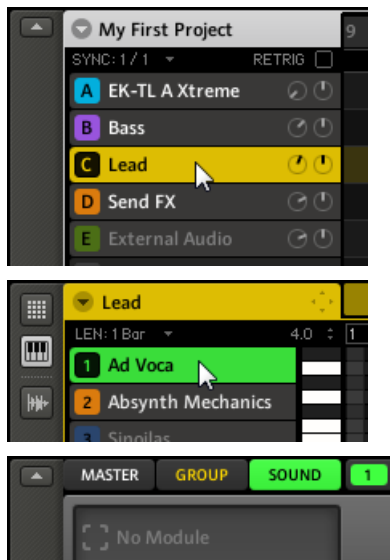 My First Project 9
SYNC: 1 / 1 RETRIG
A EK-TL A Xtreme
B Bass
C Lead
D Send FX
E External Audio
Lead
LEN: 1 Bar 4.0 1
1 Ad Voca
2 Absynth Mechanics
3 Sinoilas
MASTER GROUP SOUND 1
No Module